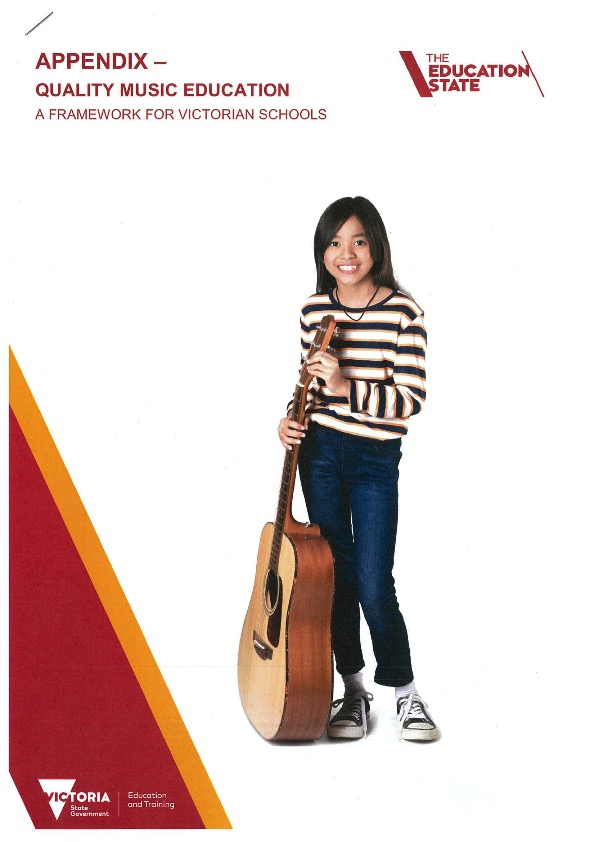 APPENDIX –
QUALITY MUSIC EDUCATION
A FRAMEWORK FOR VICTORIAN SCHOOLS
THE
EDUCATION
STATE
VICTORIA
State
Government
Education
and Training